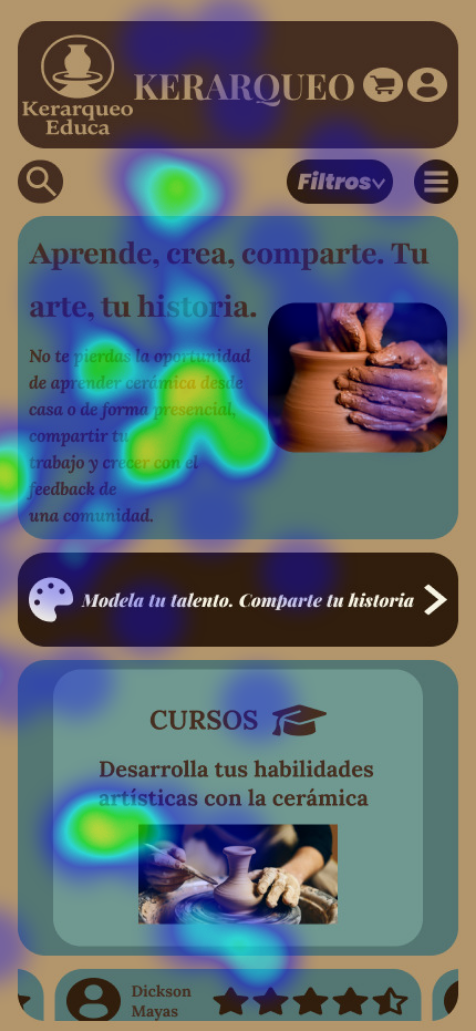 Kerarqueo
Educa
KERARQUEO
Filtros
Aprende, crea, comparte. Tu
arte, tu historia.
No te pierdas la oportunidad
de aprender cerámica desde
casa o de forma presencial,
compartir tu
trabajo y crecer con el
feedback de
una comunidad.
Modela tu talento. Comparte tu historia
CURSOS
Desarrolla tus habilidades
artísticas con la cerámica
Dickson
Mayas